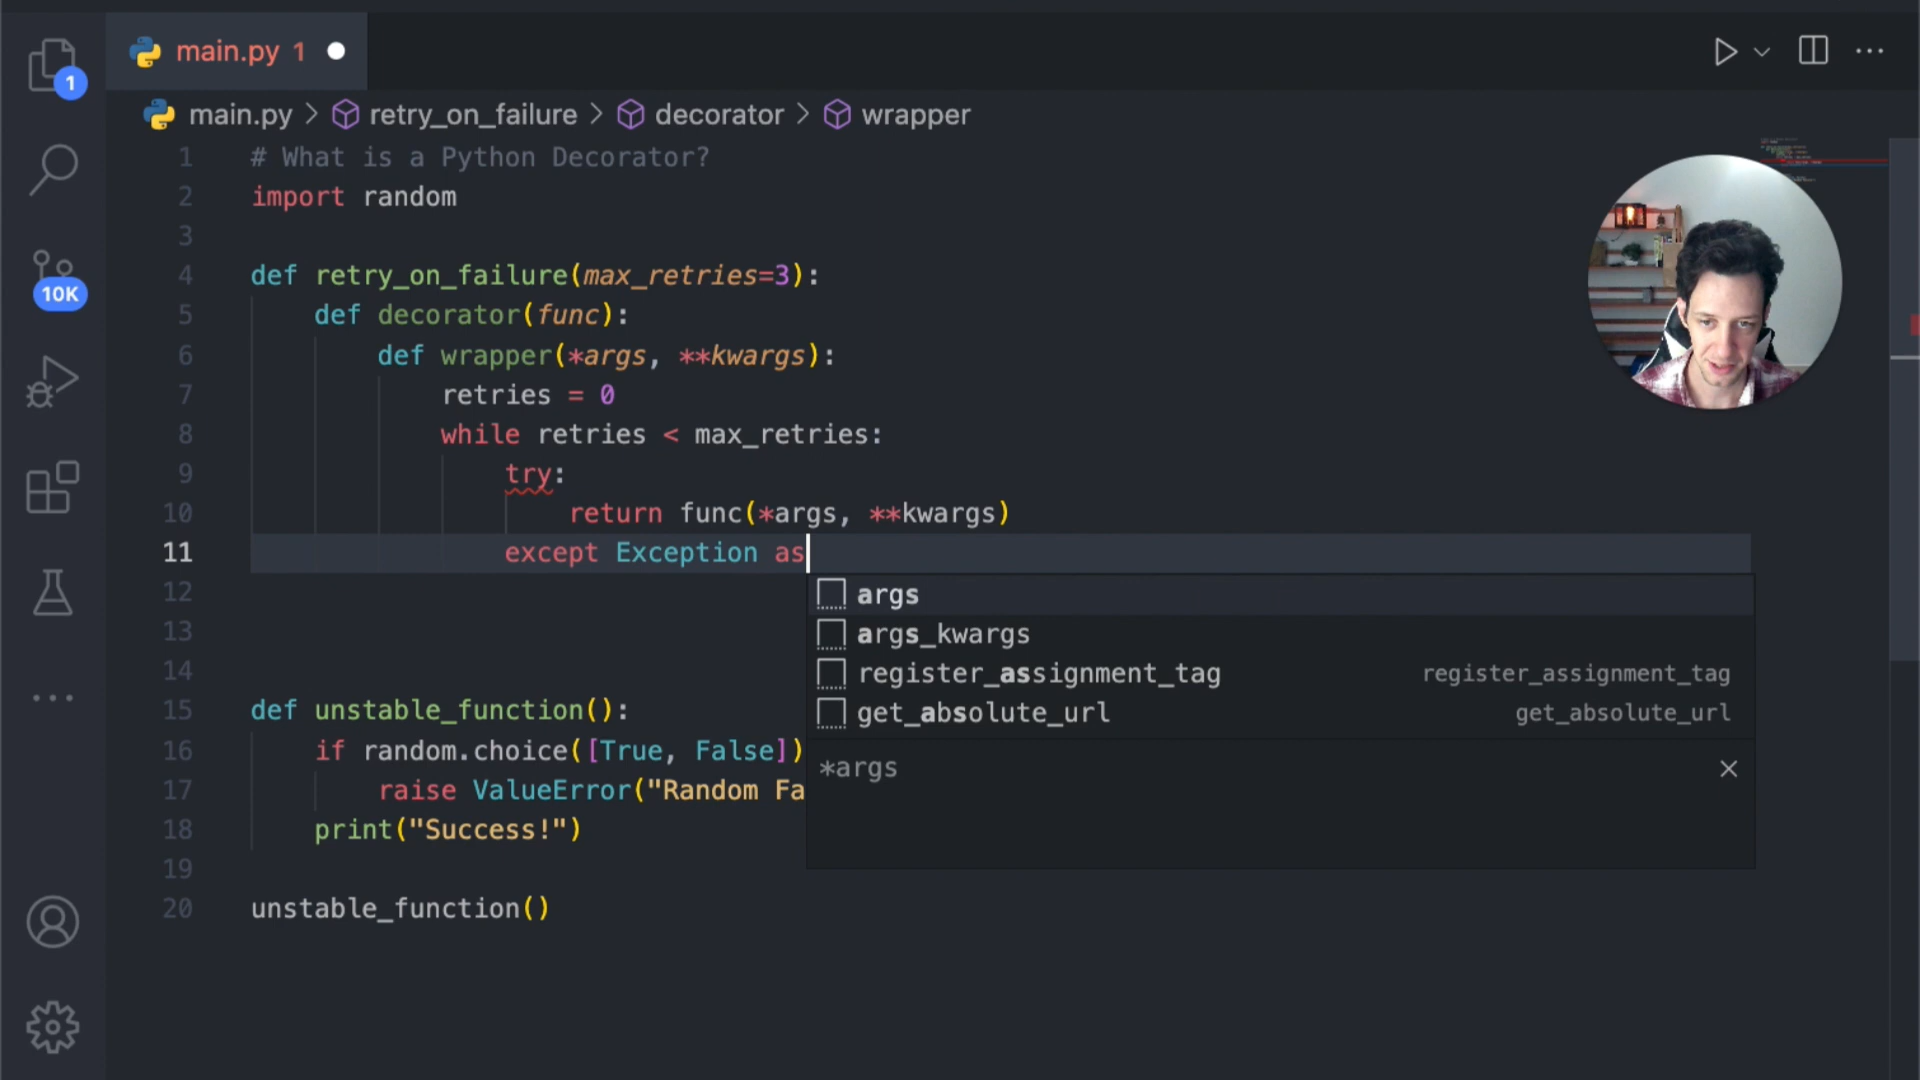 main.py 1
1
main.py > retry_on_failure > decorator > wrapper
1 # What is a Python Decorator?
2 import random
3
4 def retry_on_failure(max_retries=3):
5 def decorator(func):
10K
6 def wrapper(*args, **kwargs):
7 retries = 0
8 while retries < max_retries:
9 try:
10 return func(*args, **kwargs)
11 except Exception as
12
args
13
args_kwargs
14
register_assignment_tag register_assignment_tag
15 def unstable_function():
get_absolute_url get_absolute_url
16 if random.choice([True, False])
*args
17 raise ValueError("Random Fa
18 print("Success!")
19
20 unstable_function()